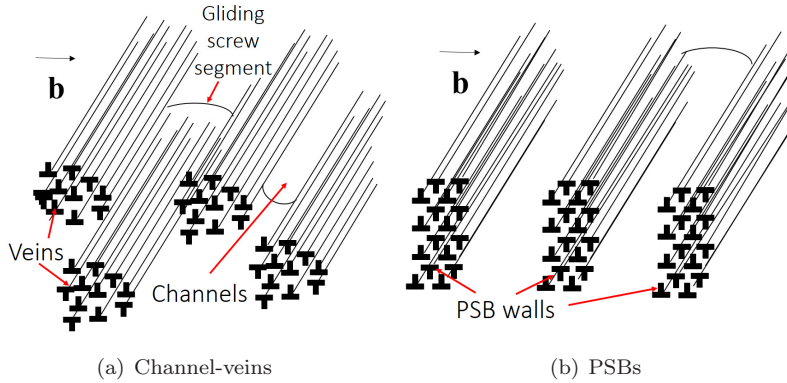 Gliding
screw
segment
b
Veins
Channels
(a) Channel-veins
b
PSB walls
(b) PSBs